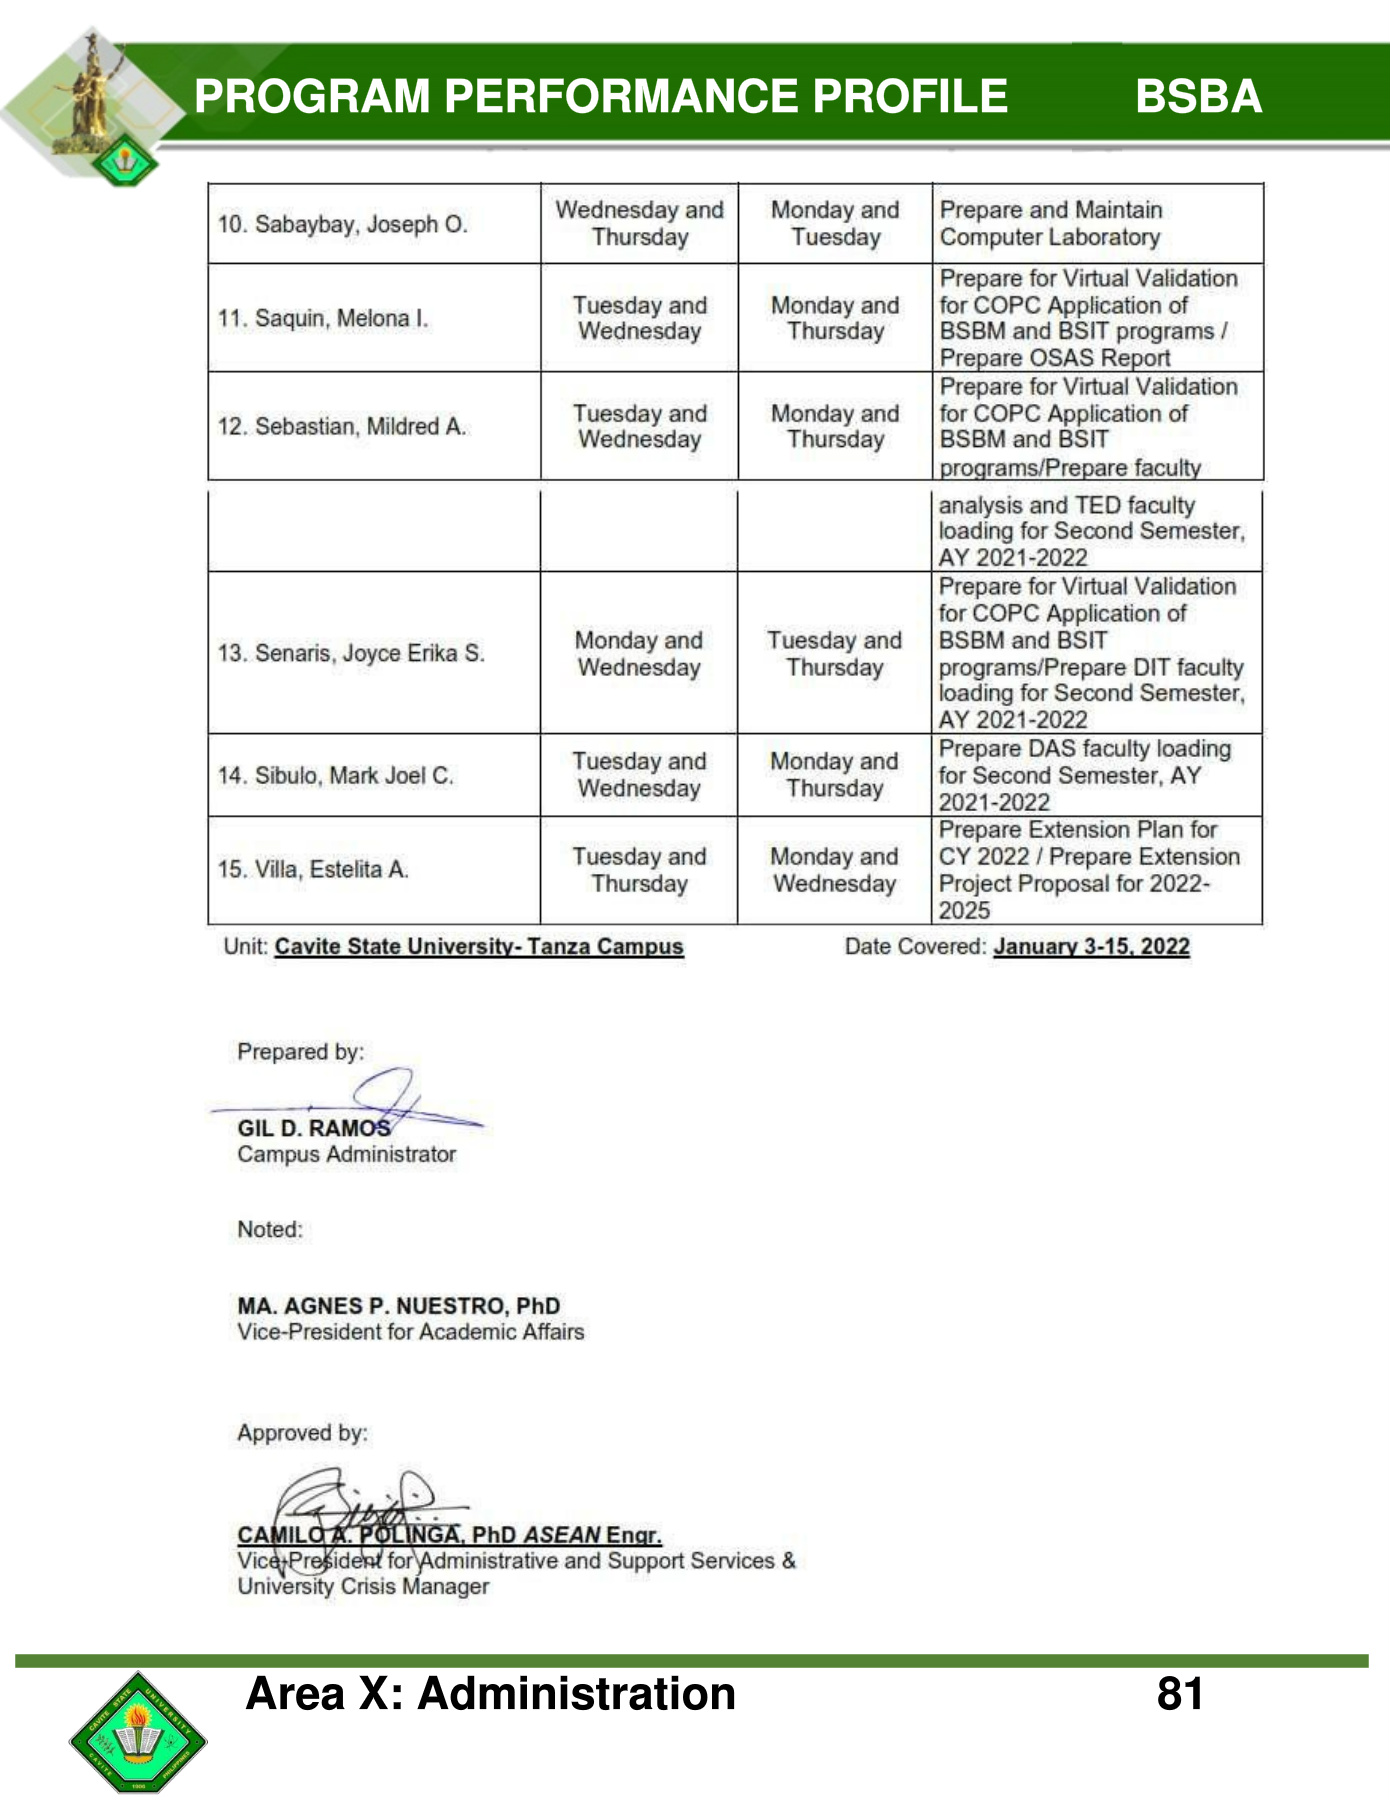 PROGRAM PERFORMANCE PROFILE BSBA
10. Sabaybay, Joseph O.
Wednesday and
Thursday
Monday and
Tuesday
Prepare and Maintain
Computer Laboratory
11. Saquin, Melona I.
Tuesday and
Wednesday
Monday and
Thursday
Prepare for Virtual Validation
for COPC Application of
BSBM and BSIT programs /
Prepare OSAS Report
12. Sebastian, Mildred A.
Tuesday and
Wednesday
Monday and
Thursday
Prepare for Virtual Validation
for COPC Application of
BSBM and BSIT
programs/Prepare faculty
analysis and TED faculty
loading for Second Semester,
AY 2021-2022
13. Senaris, Joyce Erika S.
Monday and
Wednesday
Tuesday and
Thursday
Prepare for Virtual Validation
for COPC Application of
BSBM and BSIT
programs/Prepare DIT faculty
loading for Second Semester,
AY 2021-2022
14. Sibulo, Mark Joel C.
Tuesday and
Wednesday
Monday and
Thursday
Prepare DAS faculty loading
for Second Semester, AY
2021-2022
15. Villa, Estelita A.
Tuesday and
Thursday
Monday and
Wednesday
Prepare Extension Plan for
CY 2022 / Prepare Extension
Project Proposal for 2022-
2025
Unit: Cavite State University- Tanza Campus Date Covered: January 3-15, 2022
Prepared by:
GIL D. RAMOS
Campus Administrator
Noted:
MA. AGNES P. NUESTRO, PhD
Vice-President for Academic Affairs
Approved by:
CAMILO A. POLINGA, PhD ASEAN Engr.
Vice-President for Administrative and Support Services &
University Crisis Manager
Area X: Administration 81
CAVITE STATE UNIVERSITY
CAVITE PHILIPPINES
1906